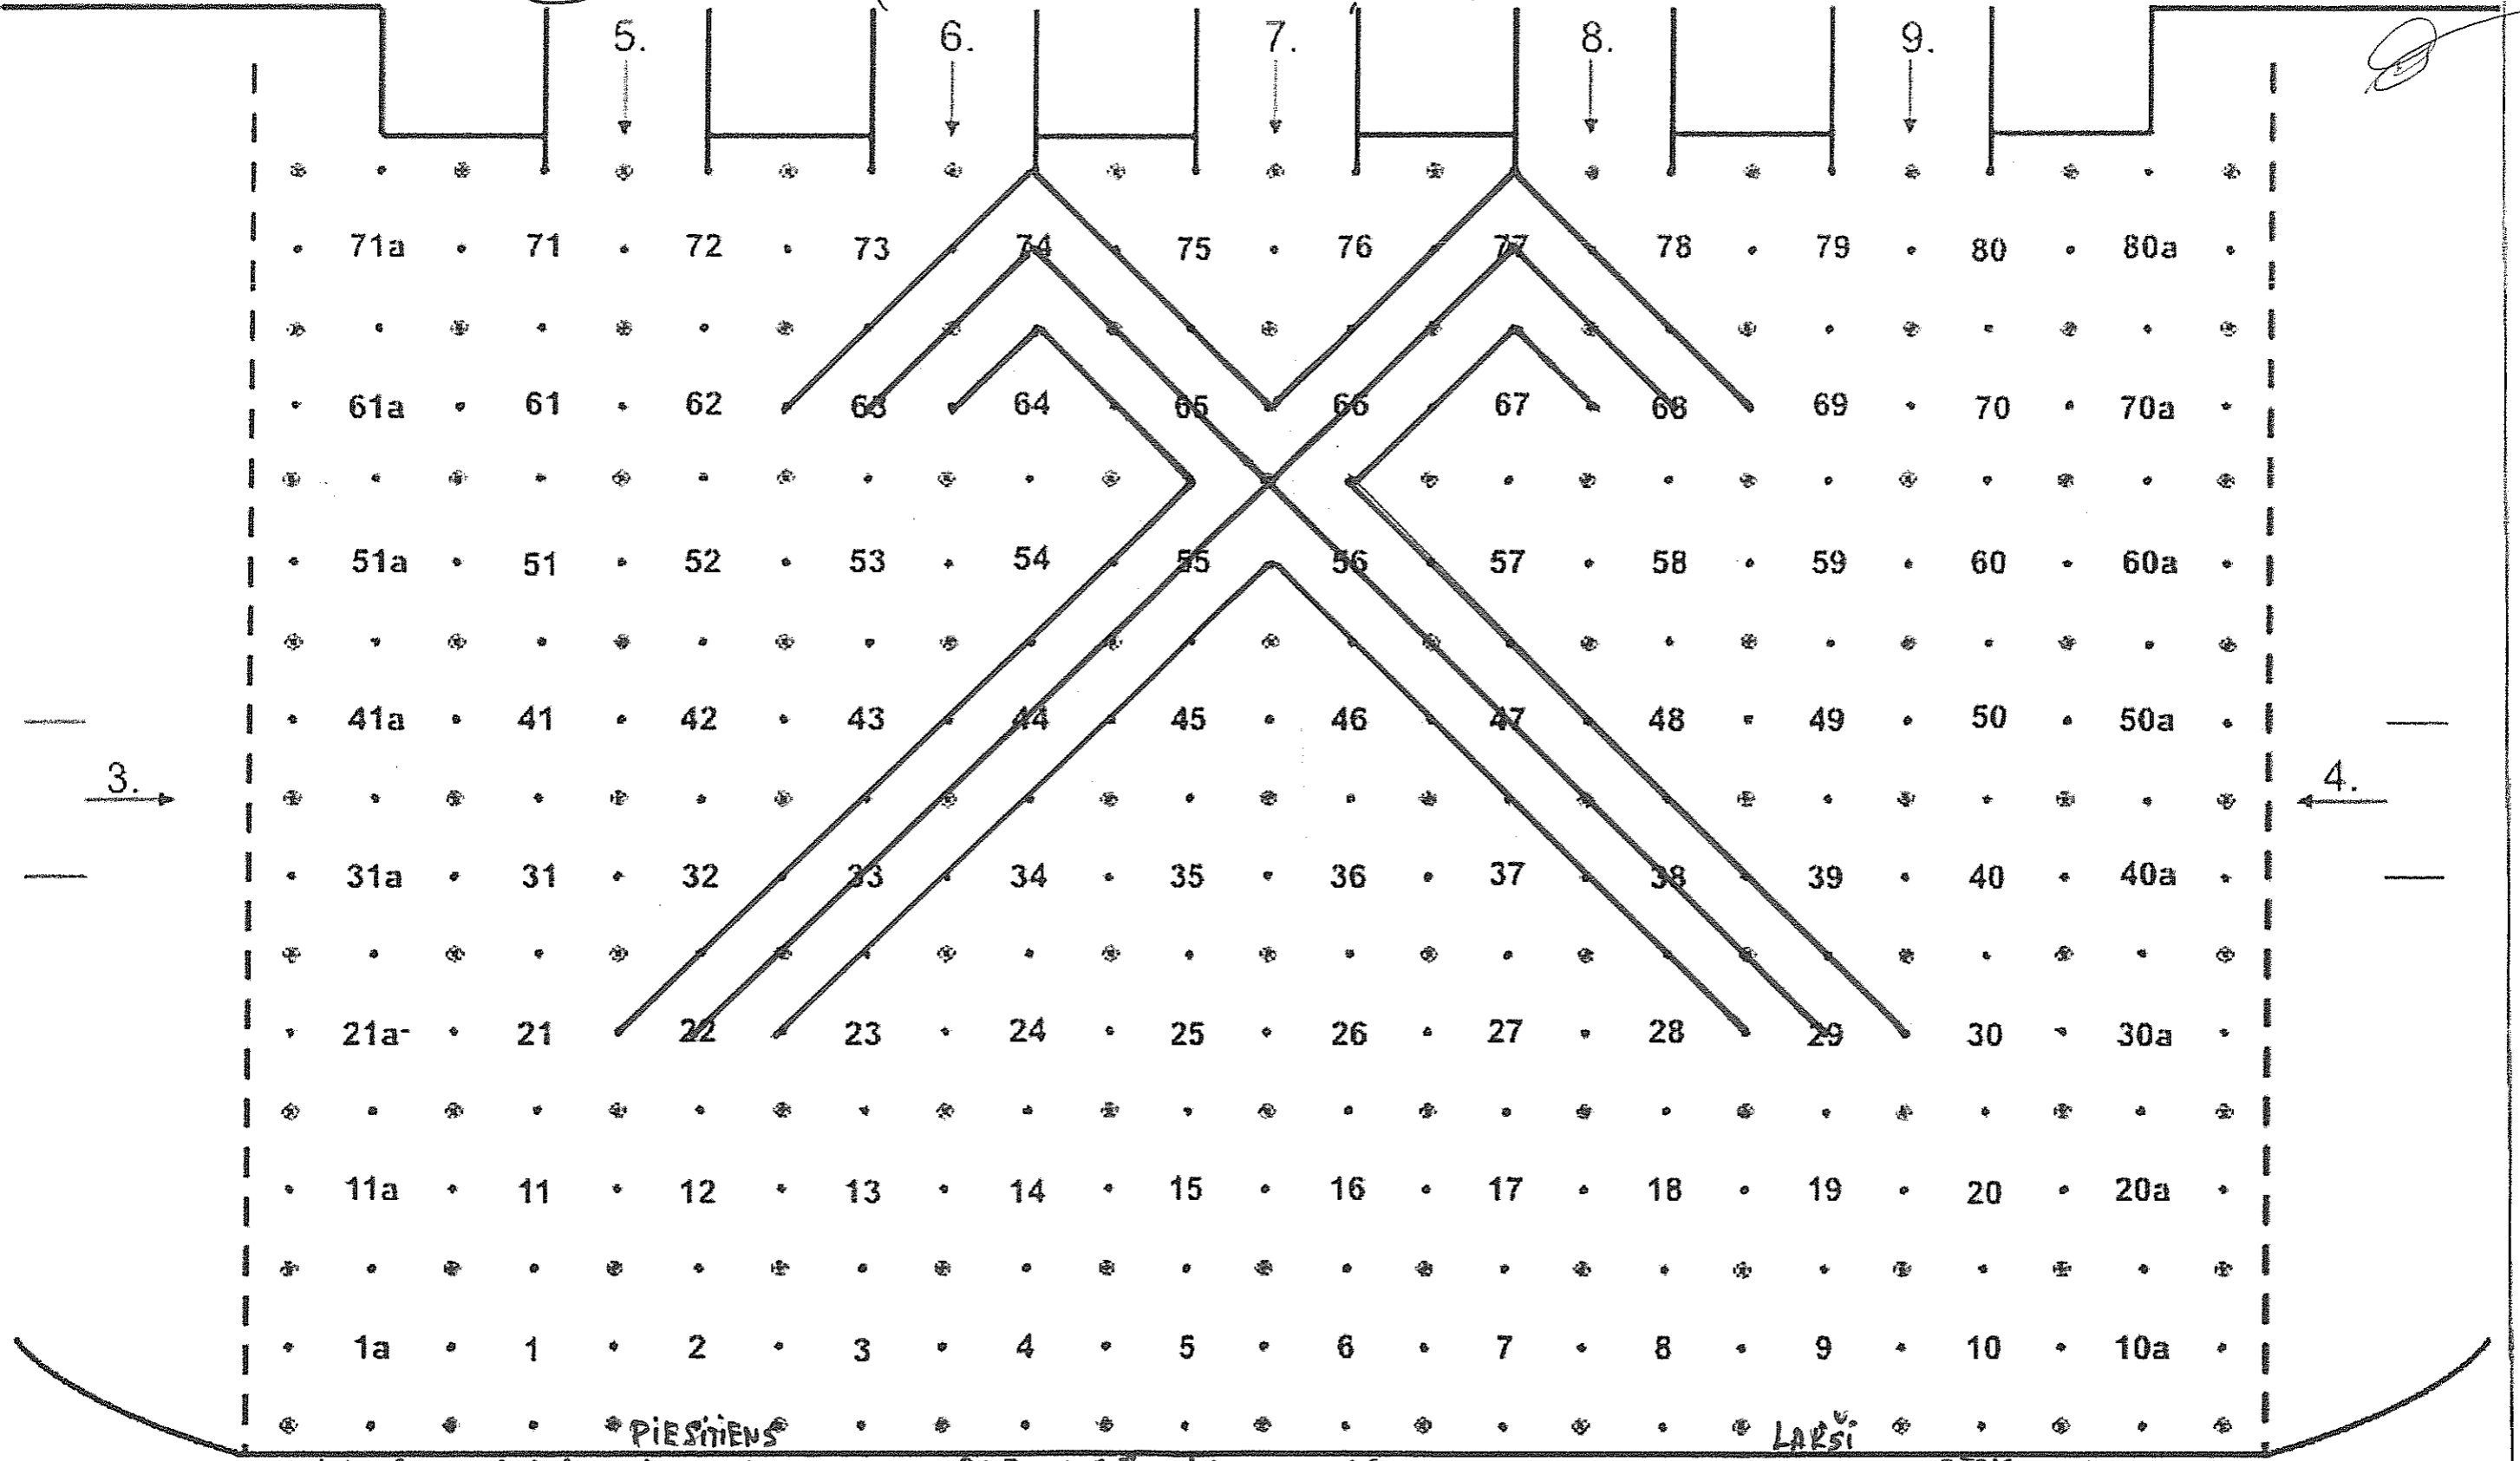 5. 6. 7. 8. 9.
71a 71 72 73 74 75 76 77 78 79 80 80a
61a 61 62 63 64 65 66 67 68 69 70 70a
51a 51 52 53 54 55 56 57 58 59 60 60a
41a 41 42 43 44 45 46 47 48 49 50 50a
3. 4.
31a 31 32 33 34 35 36 37 38 39 40 40a
21a 21 22 23 24 25 26 27 28 29 30 30a
11a 11 12 13 14 15 16 17 18 19 20 20a
1a 1 2 3 4 5 6 7 8 9 10 10a
PIESITIENS LAKŠI